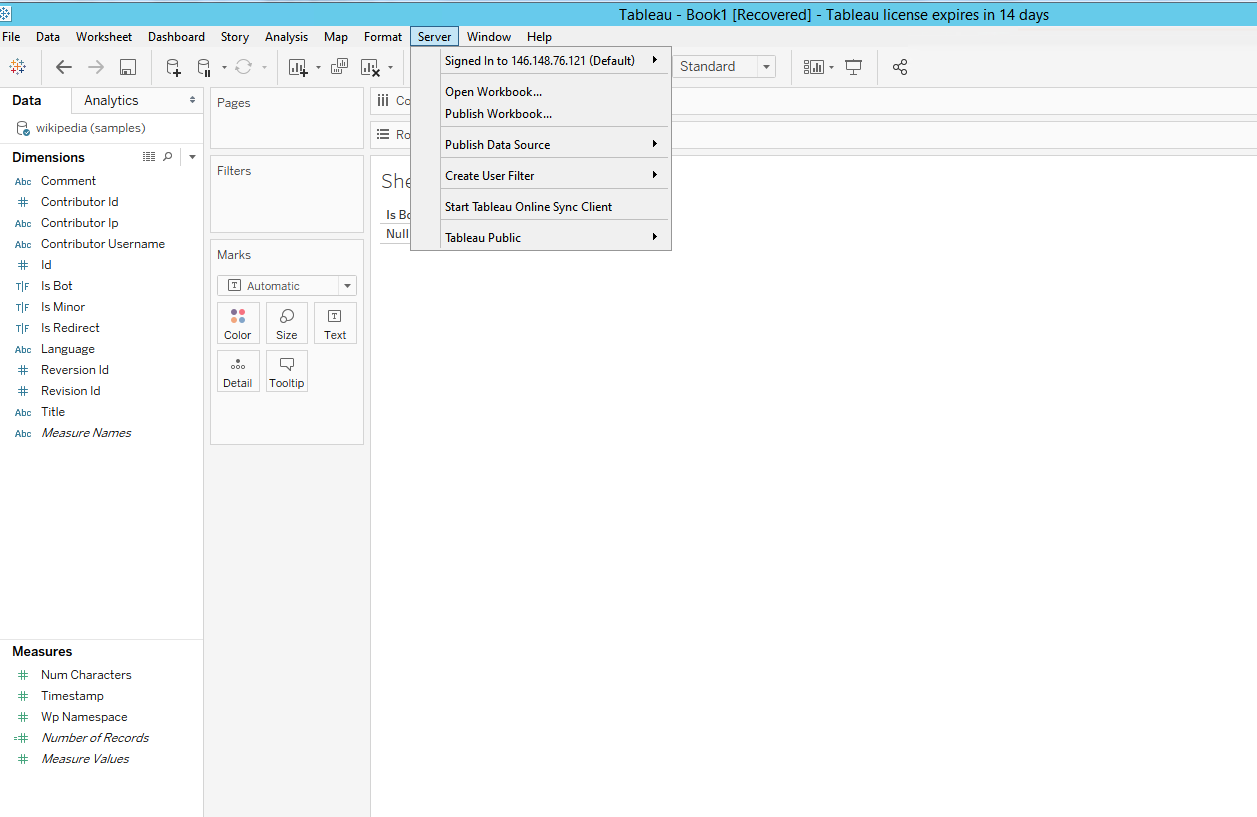 Tableau - Book1 [Recovered] - Tableau license expires in 14 days
File Data Worksheet Dashboard Story Analysis Map Format Server Window Help
Standard
Signed In to 146.148.76.121 (Default)
Open Workbook...
Publish Workbook...
Publish Data Source
Create User Filter
Start Tableau Online Sync Client
Tableau Public
Data Analytics
wikipedia (samples)
Dimensions
Abc Comment
# Contributor Id
Abc Contributor Ip
Abc Contributor Username
# Id
T|F Is Bot
T|F Is Minor
T|F Is Redirect
Abc Language
# Reversion Id
# Revision Id
Abc Title
Abc Measure Names
Measures
# Num Characters
# Timestamp
# Wp Namespace
=# Number of Records
# Measure Values
Pages
Filters
Marks
T Automatic
Color Size Text
Detail Tooltip
Co
Ro
She
Is Bo
Null